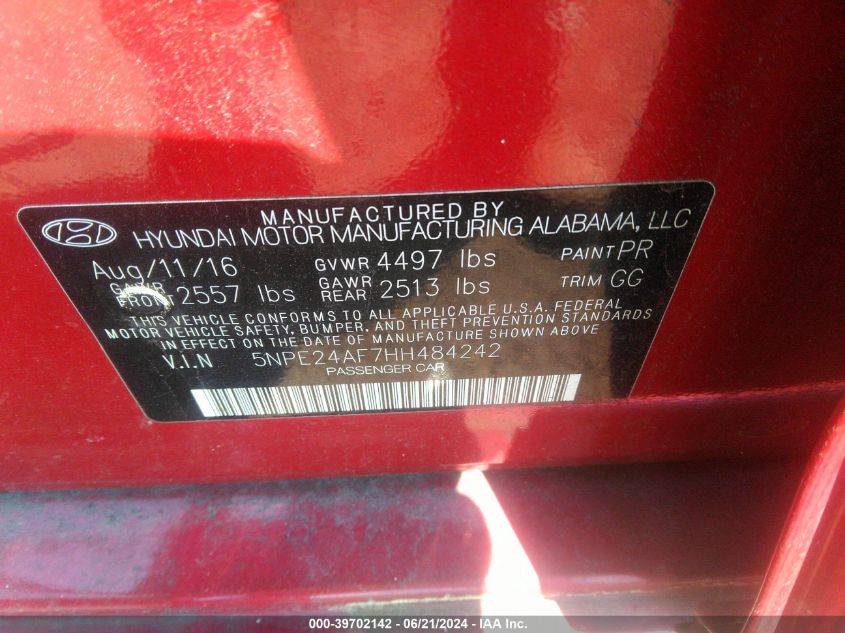 MANUFACTURED BY
HYUNDAI MOTOR MANUFACTURING ALABAMA, LLC
Aug/11/16 GVWR 4497 lbs PAINT PR
GAWR FRONT 2557 lbs GAWR REAR 2513 lbs TRIM GG
THIS VEHICLE CONFORMS TO ALL APPLICABLE U.S.A. FEDERAL
MOTOR VEHICLE SAFETY, BUMPER, AND THEFT PREVENTION STANDARDS
IN EFFECT ON THE DATE OF MANUFACTURE SHOWN ABOVE
V.I.N 5NPE24AF7HH484242
PASSENGER CAR
000-39702142 / 06/21/2024 - IAA Inc.